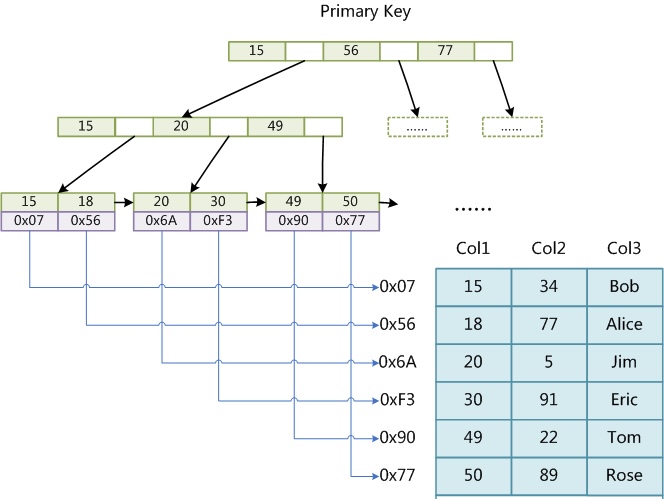 Primary Key
15 56 77
15 20 49
...... ......
15 18 20 30 49 50
0x07 0x56 0x6A 0xF3 0x90 0x77
......
Col1 Col2 Col3
0x07 15 34 Bob
0x56 18 77 Alice
0x6A 20 5 Jim
0xF3 30 91 Eric
0x90 49 22 Tom
0x77 50 89 Rose